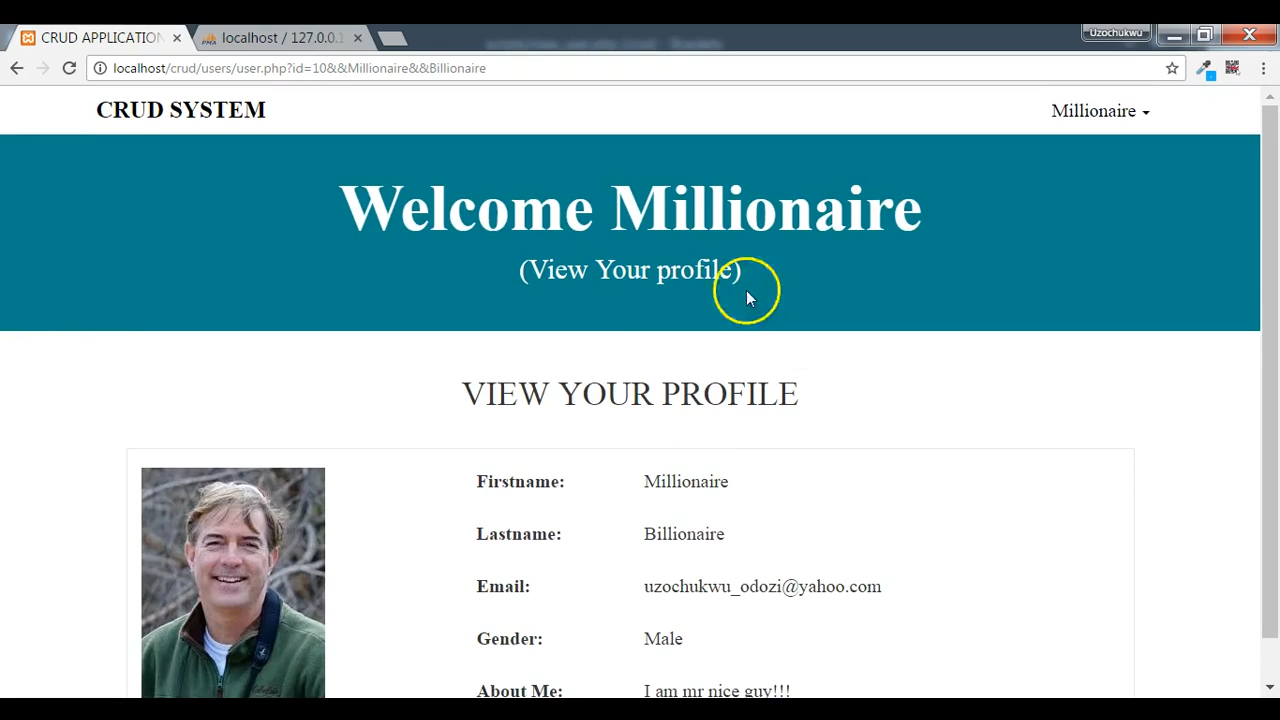 CRUD APPLICATION
localhost / 127.0.0.1
Uzochukwu
localhost/crud/users/user.php?id=10&&Millionaire&&Billionaire
CRUD SYSTEM
Millionaire
Welcome Millionaire
(View Your profile)
VIEW YOUR PROFILE
Firstname: Millionaire
Lastname: Billionaire
Email: uzochukwu_odozi@yahoo.com
Gender: Male
About Me: I am mr nice guy!!!